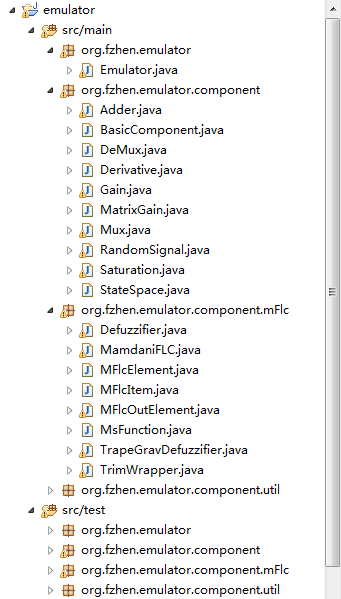 emulator
src/main
org.fzhen.emulator
Emulator.java
org.fzhen.emulator.component
Adder.java
BasicComponent.java
DeMux.java
Derivative.java
Gain.java
MatrixGain.java
Mux.java
RandomSignal.java
Saturation.java
StateSpace.java
org.fzhen.emulator.component.mFlc
Defuzzifier.java
MamdaniFLC.java
MFlcElement.java
MFlcItem.java
MFlcOutElement.java
MsFunction.java
TrapeGravDefuzzifier.java
TrimWrapper.java
org.fzhen.emulator.component.util
src/test
org.fzhen.emulator
org.fzhen.emulator.component
org.fzhen.emulator.component.mFlc
org.fzhen.emulator.component.util